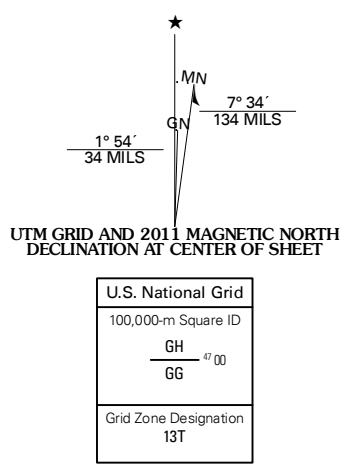 ★
MN
GN
7° 34´
134 MILS
1° 54´
34 MILS
UTM GRID AND 2011 MAGNETIC NORTH
DECLINATION AT CENTER OF SHEET
U.S. National Grid
100,000-m Square ID
GH
47 00
GG
Grid Zone Designation
13T